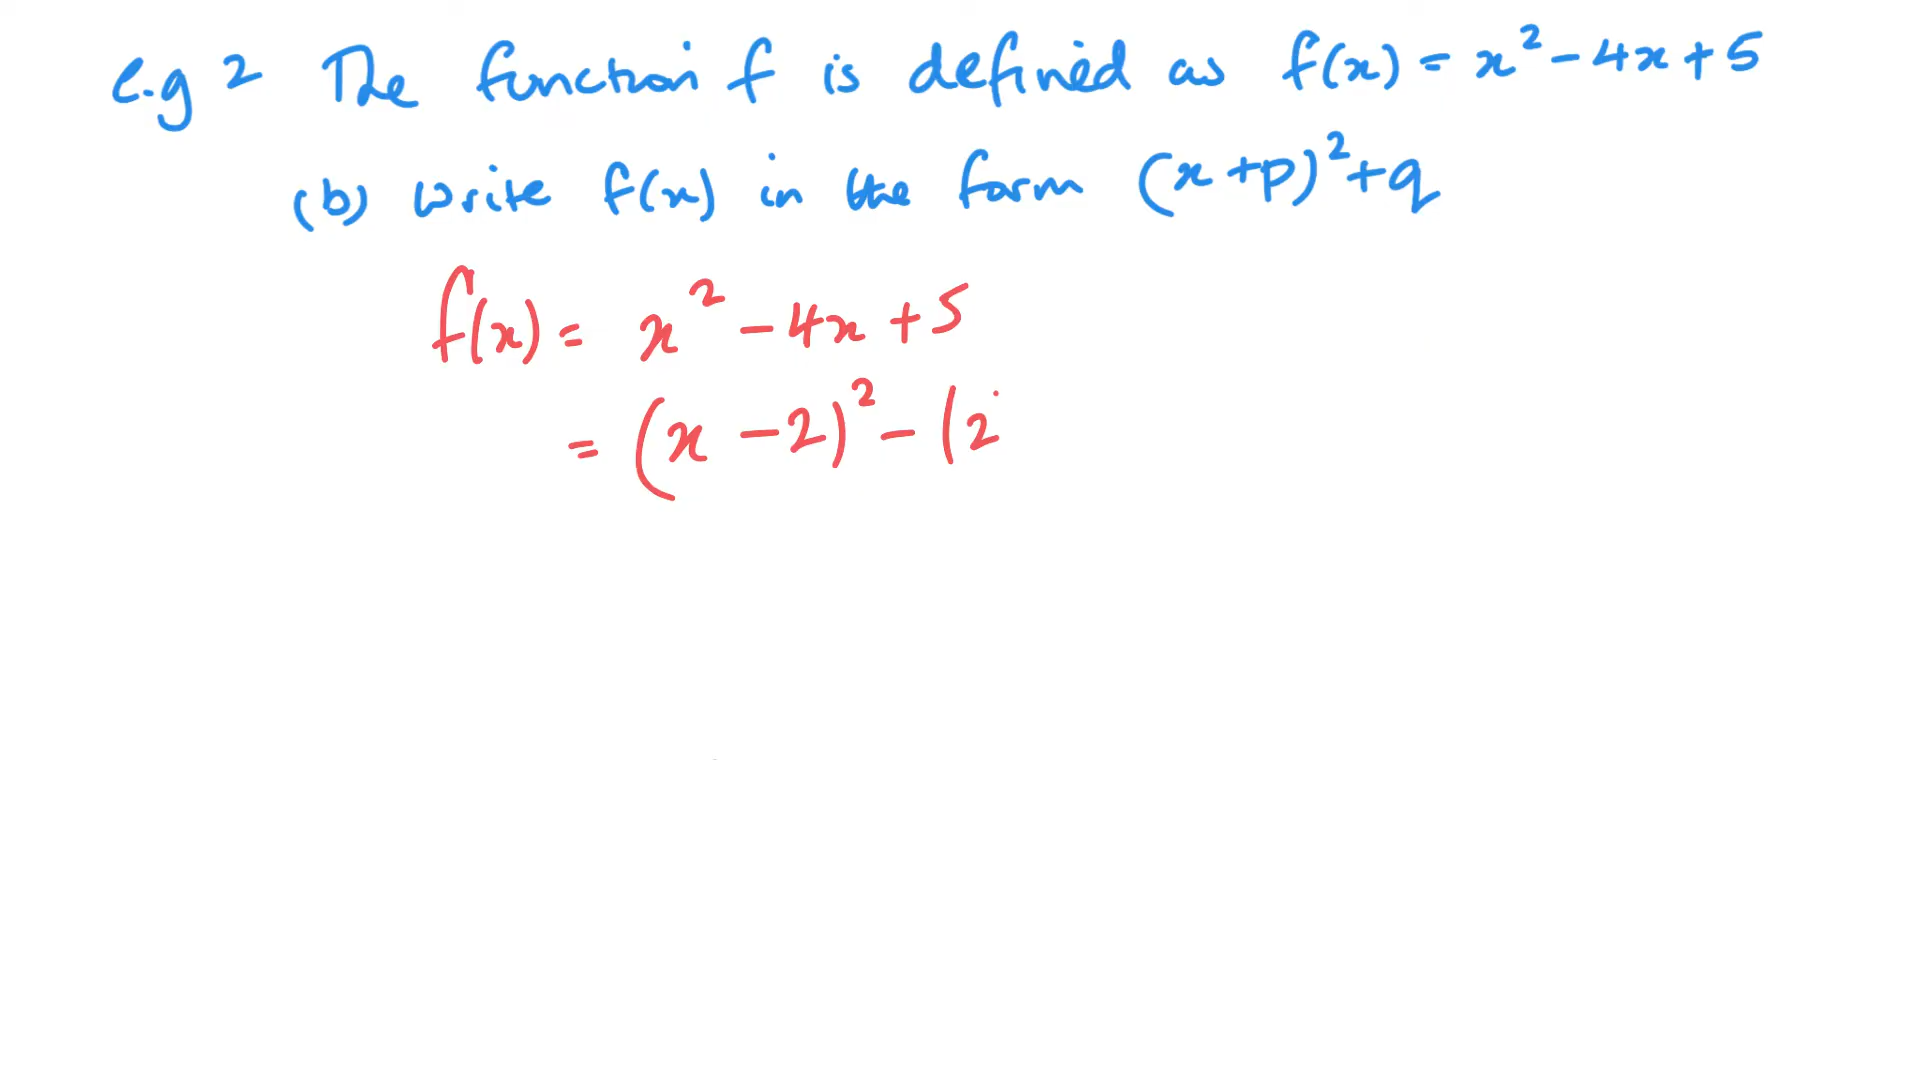 e.g 2 The function f is defined as f(x) = x² - 4x + 5
(b) write f(x) in the form (x + p)² + q
f(x) = x² - 4x + 5
= (x - 2)² - (2